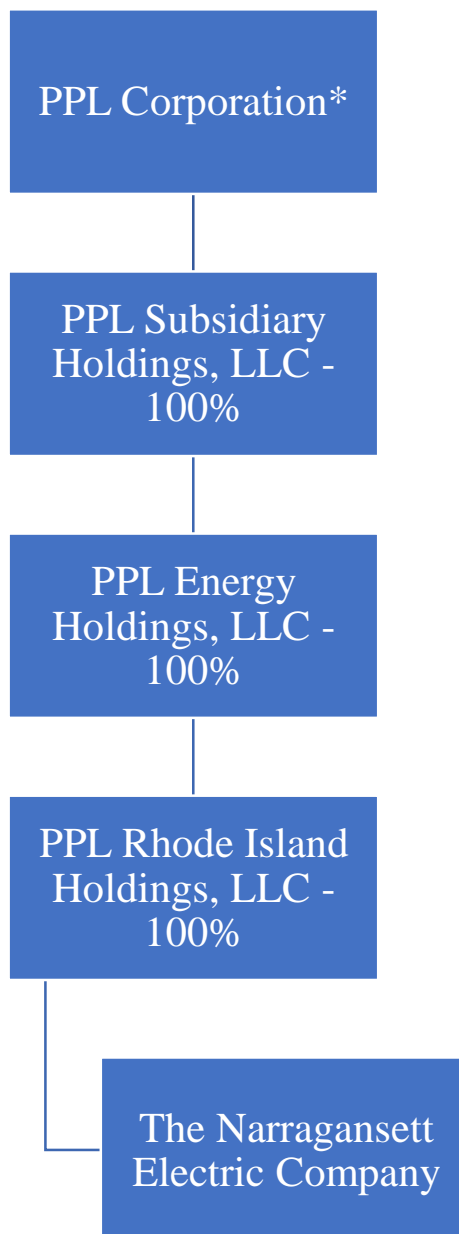 PPL Corporation*
PPL Subsidiary
Holdings, LLC -
100%
PPL Energy
Holdings, LLC -
100%
PPL Rhode Island
Holdings, LLC -
100%
The Narragansett
Electric Company